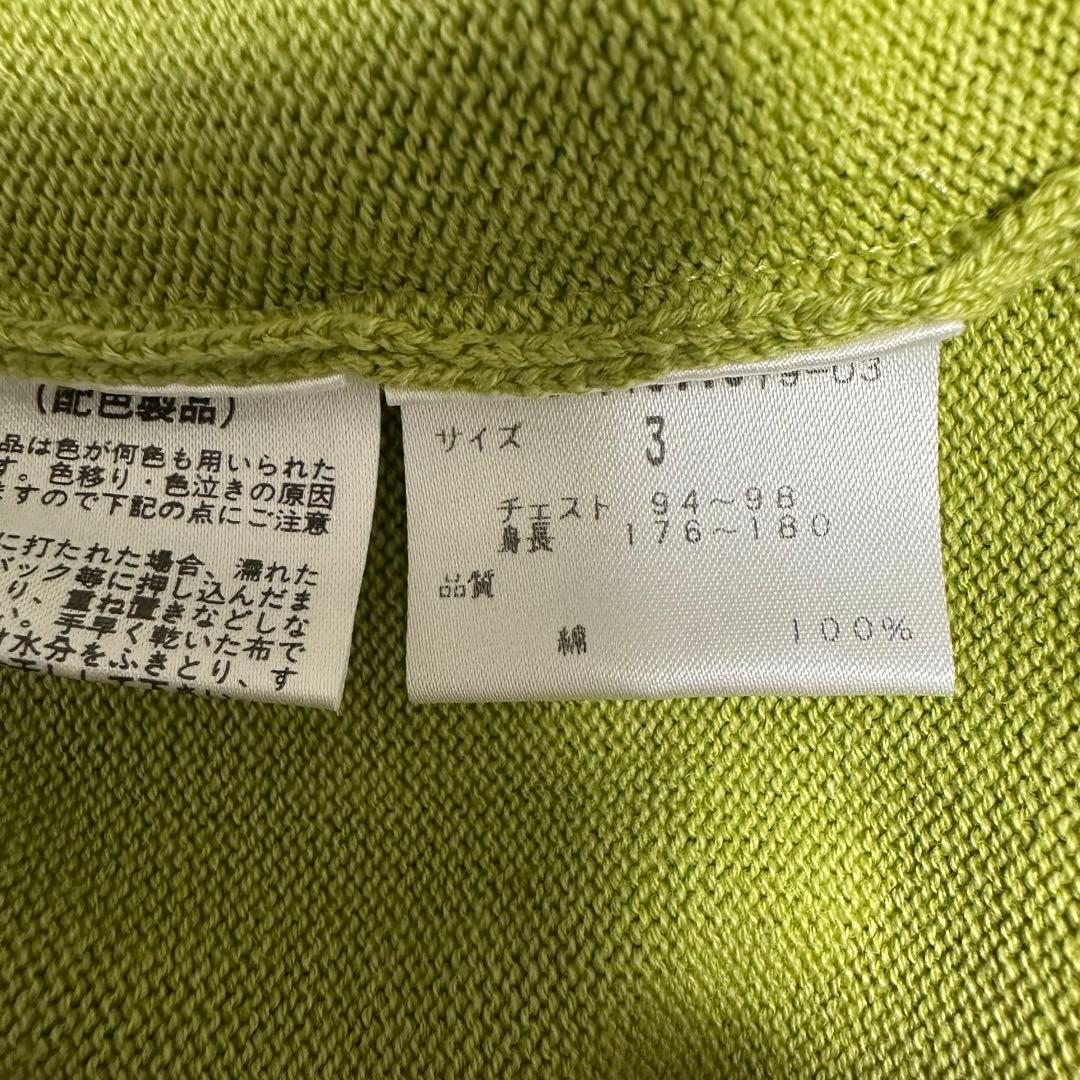 (配色製品)
品は色が何色も用いられた
す。色移り・色泣きの原因
ますので下記の点にご注意
に打たれた場合、濡れた
バック等に押し込んだま
り、重ね置きなどしな
い。手早く乾いた布で
水分をふきとり、す
19-03
サイズ 3
チェスト 94~98
身長 176~180
品質
綿 100%